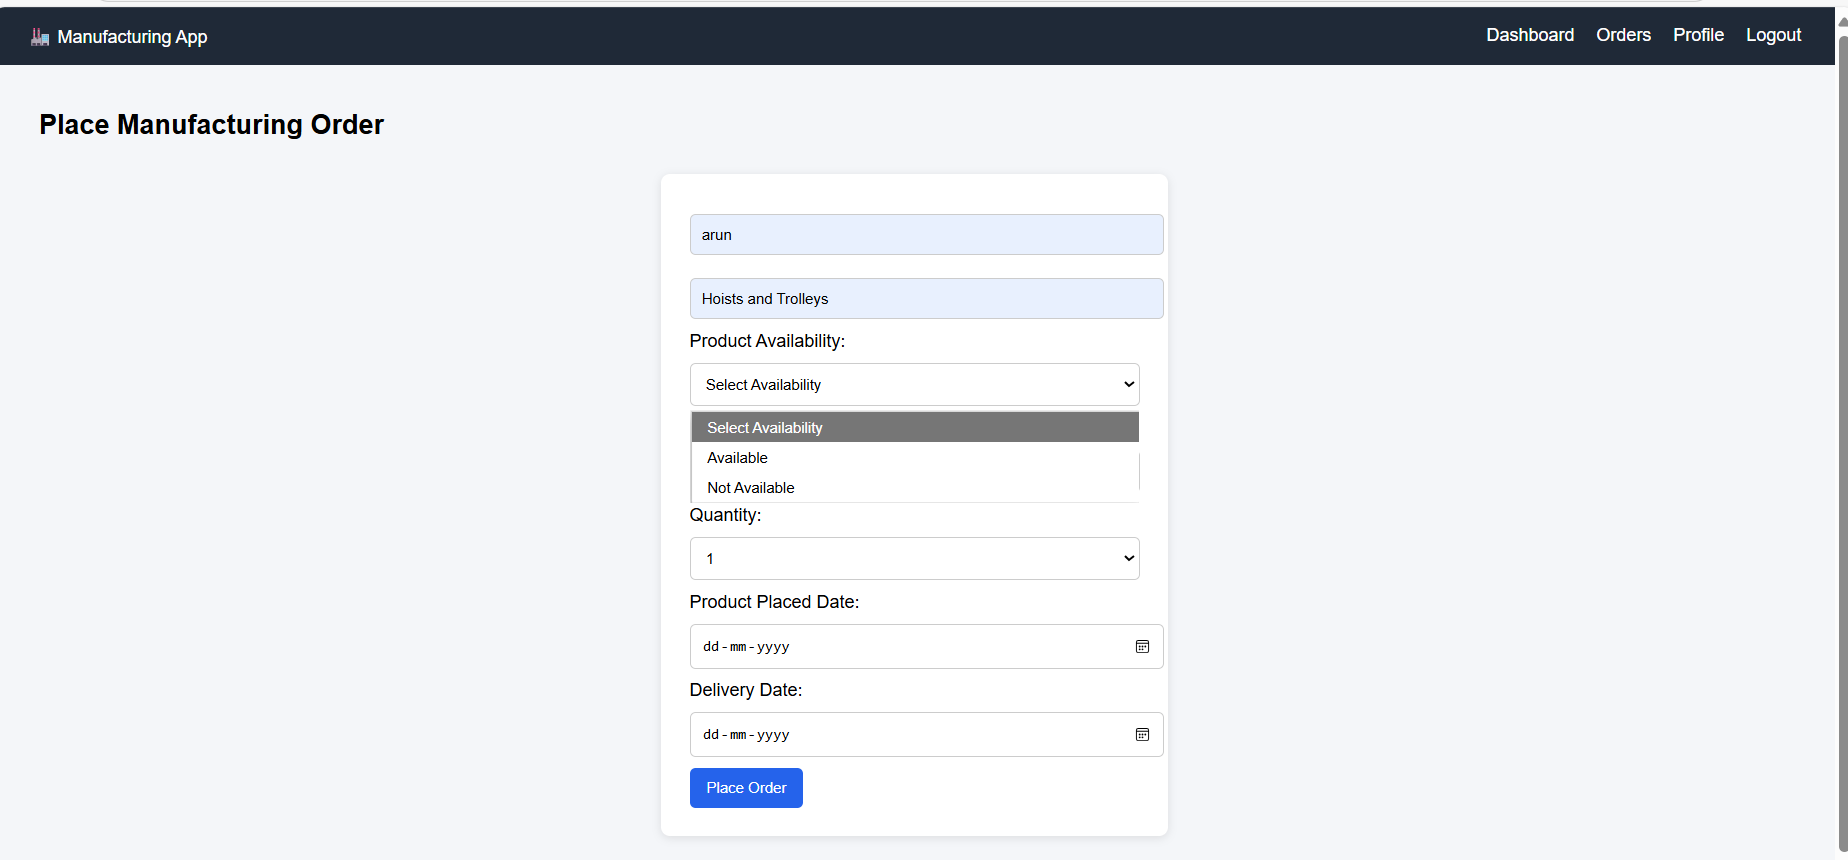 Manufacturing App
Dashboard Orders Profile Logout
Place Manufacturing Order
arun
Hoists and Trolleys
Product Availability:
Select Availability
Select Availability
Available
Not Available
Quantity:
1
Product Placed Date:
dd-mm-yyyy
Delivery Date:
dd-mm-yyyy
Place Order